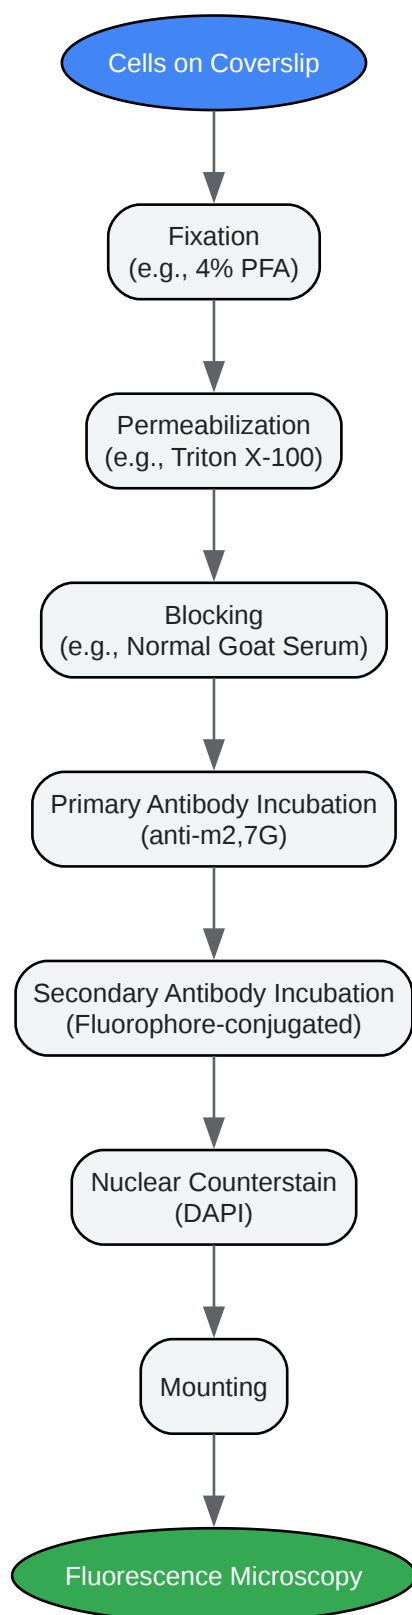 Cells on Coverslip
Fixation
(e.g., 4% PFA)
Permeabilization
(e.g., Triton X-100)
Blocking
(e.g., Normal Goat Serum)
Primary Antibody Incubation
(anti-m2,7G)
Secondary Antibody Incubation
(Fluorophore-conjugated)
Nuclear Counterstain
(DAPI)
Mounting
Fluorescence Microscopy